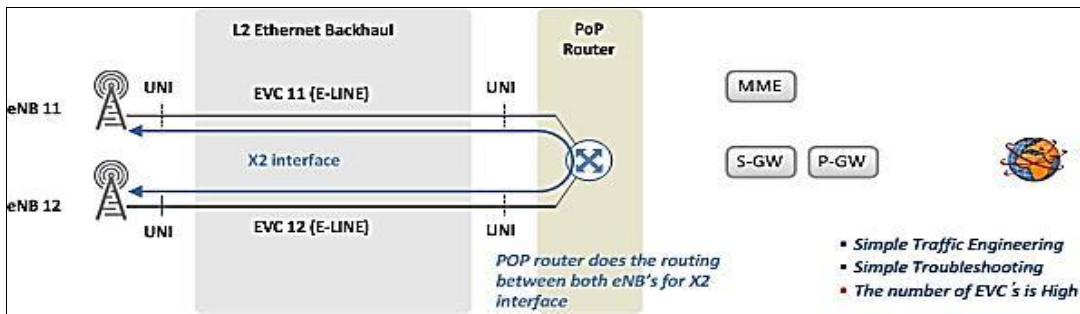 L2 Ethernet Backhaul
PoP
Router
UNI
EVC 11 (E-LINE)
UNI
MME
eNB 11
X2 interface
S-GW
P-GW
eNB 12
UNI
EVC 12 (E-LINE)
UNI
POP router does the routing
between both eNB's for X2
interface
▪ Simple Traffic Engineering
▪ Simple Troubleshooting
▪ The number of EVC´s is High